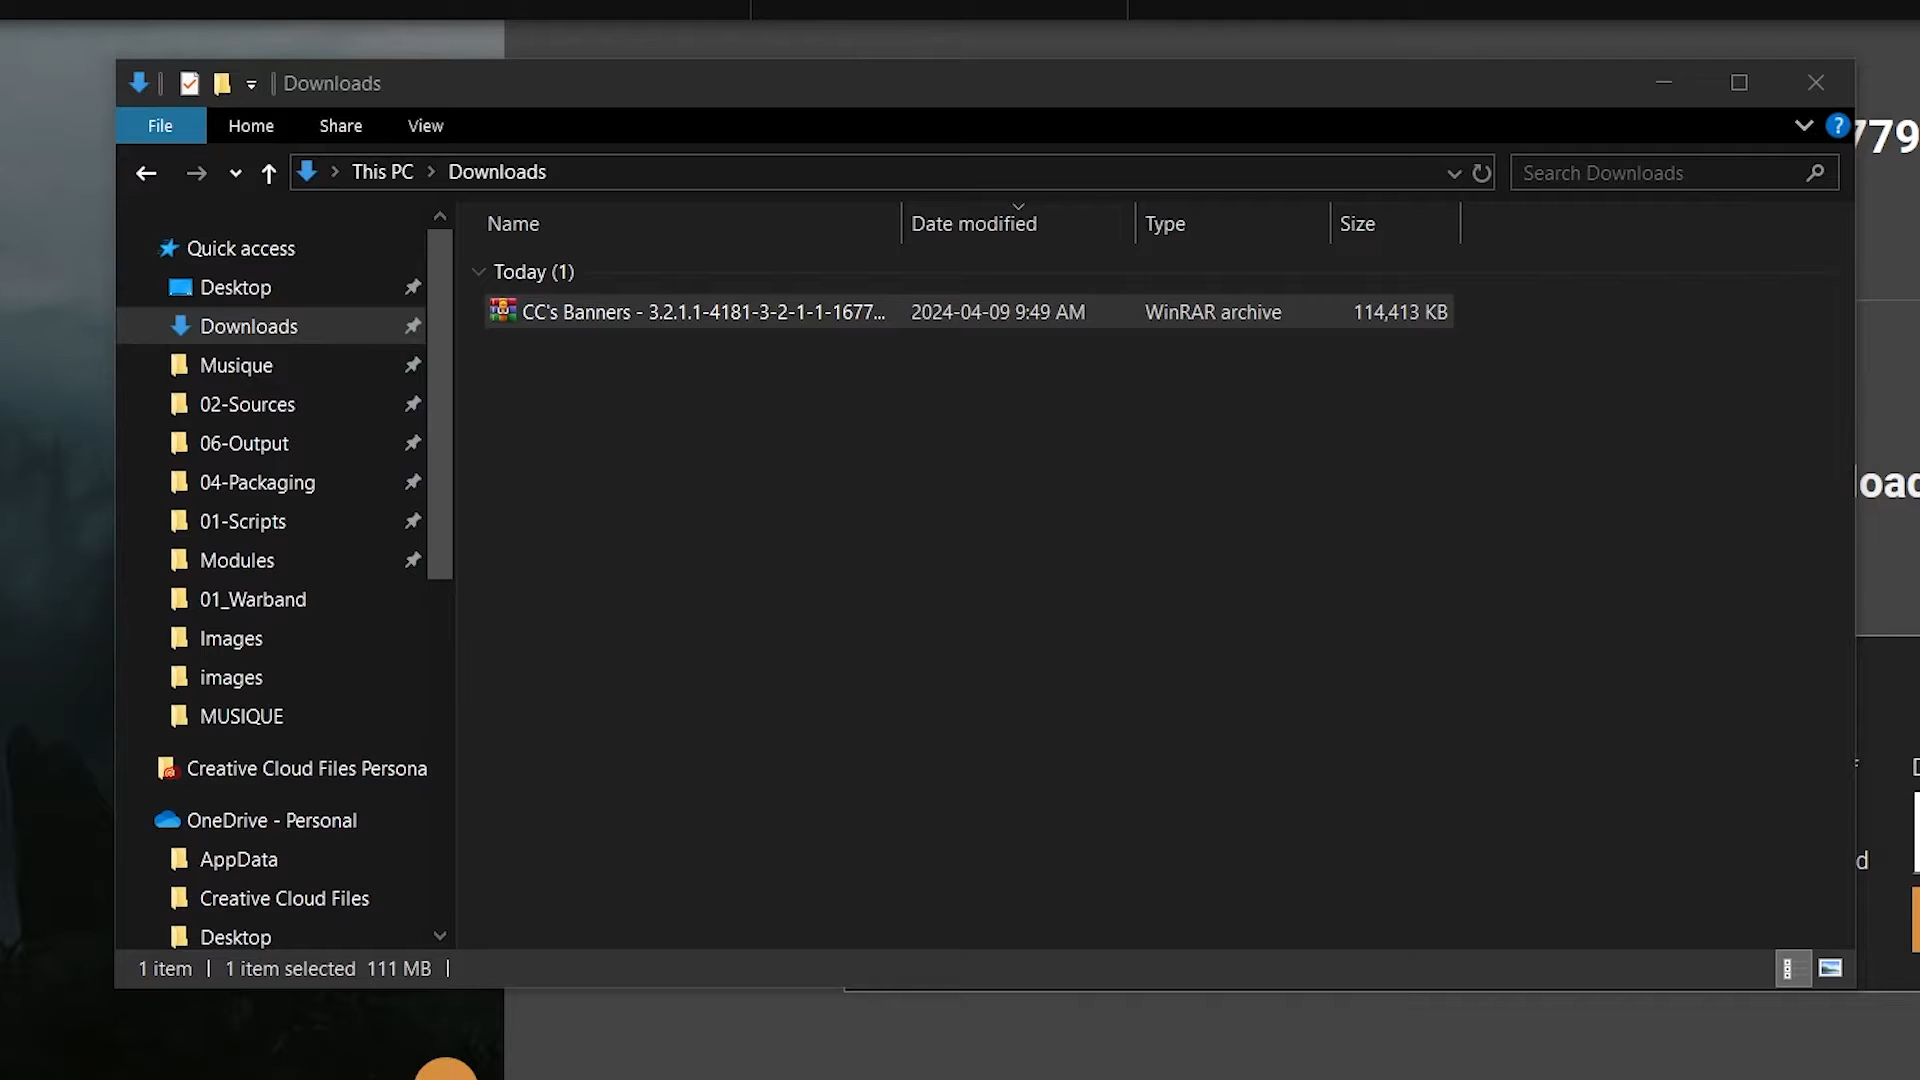 Downloads
File Home Share View
?
779
This PC > Downloads
Search Downloads
Name Date modified Type Size
Today (1)
CC's Banners - 3.2.1.1-4181-3-2-1-1-1677... 2024-04-09 9:49 AM WinRAR archive 114,413 KB
Quick access
Desktop
Downloads
Musique
02-Sources
06-Output
04-Packaging
01-Scripts
Modules
01_Warband
Images
images
MUSIQUE
Creative Cloud Files Persona
OneDrive - Personal
AppData
Creative Cloud Files
Desktop
oad
d
1 item 1 item selected 111 MB